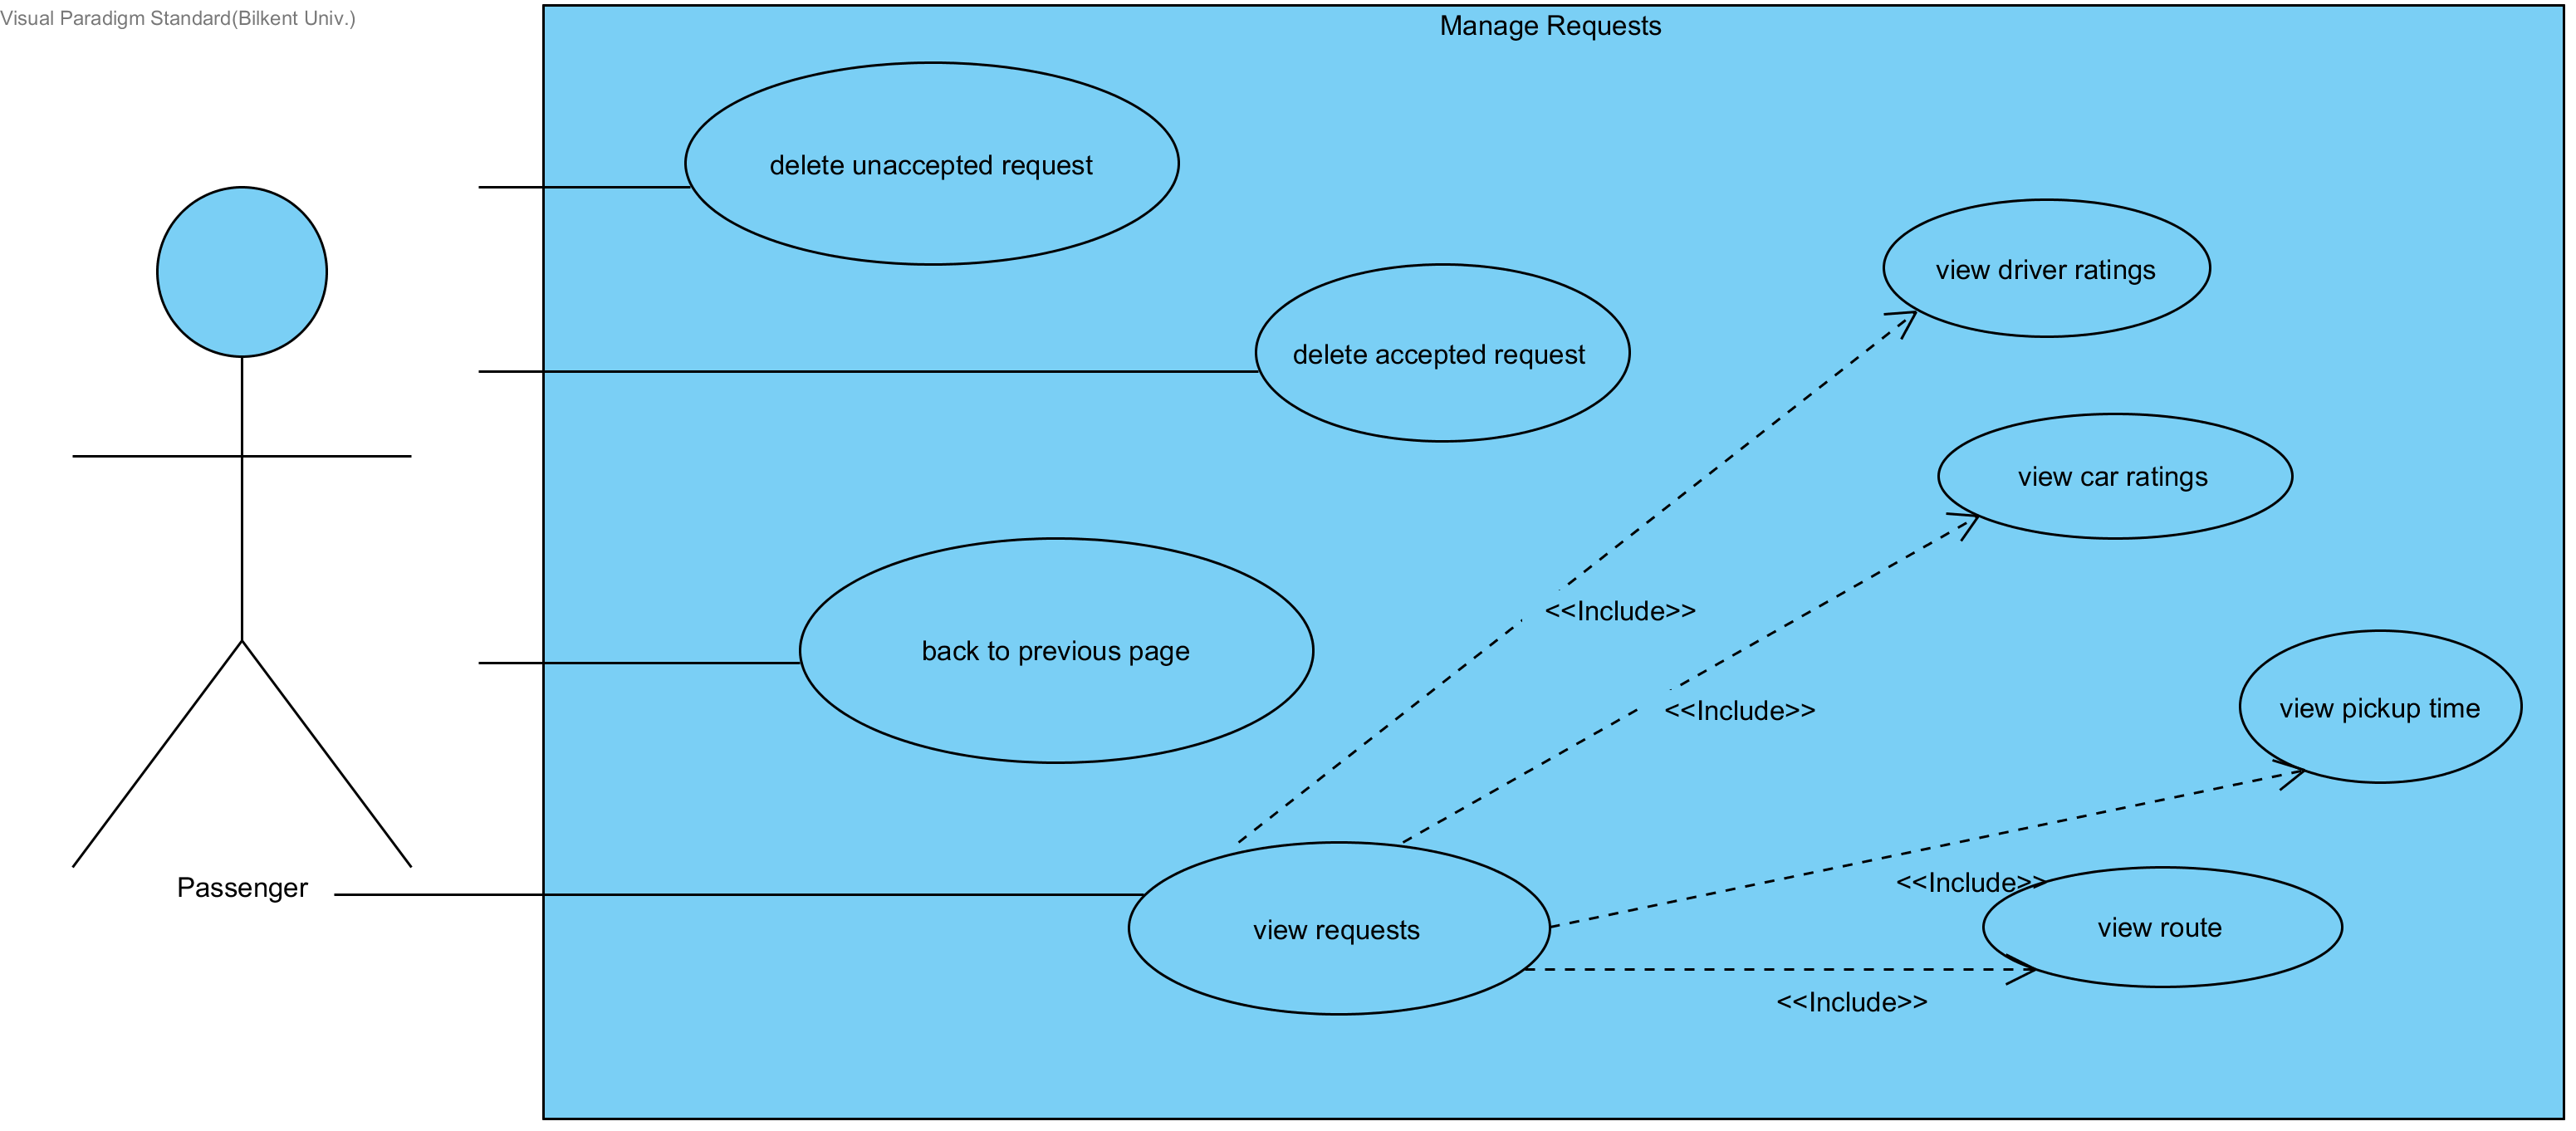 Visual Paradigm Standard(Bilkent Univ.)
Manage Requests
delete unaccepted request
view driver ratings
delete accepted request
view car ratings
<<Include>>
back to previous page
<<Include>>
view pickup time
<<Include>>
Passenger
view requests
view route
<<Include>>